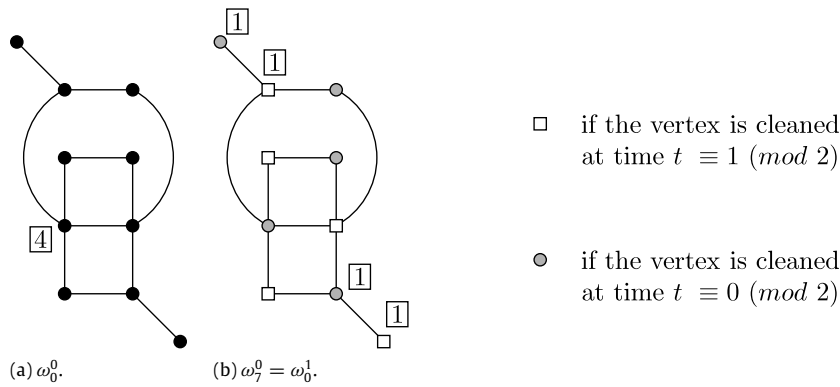 1
1
if the vertex is cleaned
at time t ≡ 1 (mod 2)
4
if the vertex is cleaned
at time t ≡ 0 (mod 2)
1
1
(a) ω₀⁰.
(b) ω₇⁰ = ω₀¹.